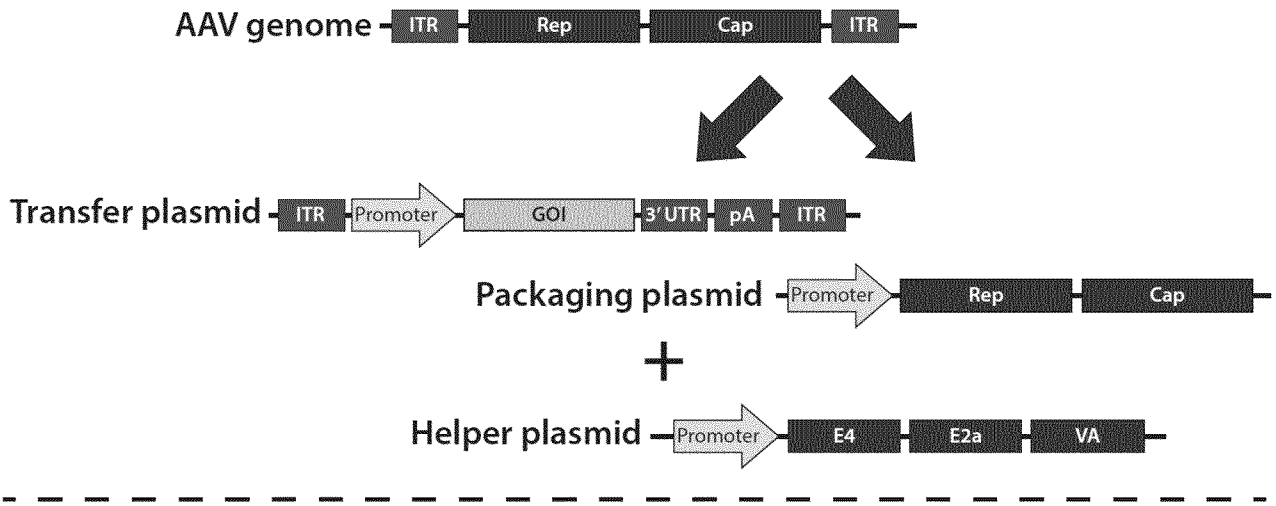 AAV genome ITR Rep Cap ITR
Transfer plasmid ITR Promoter GOI 3' UTR pA ITR
Packaging plasmid Promoter Rep Cap
+
Helper plasmid Promoter E4 E2a VA